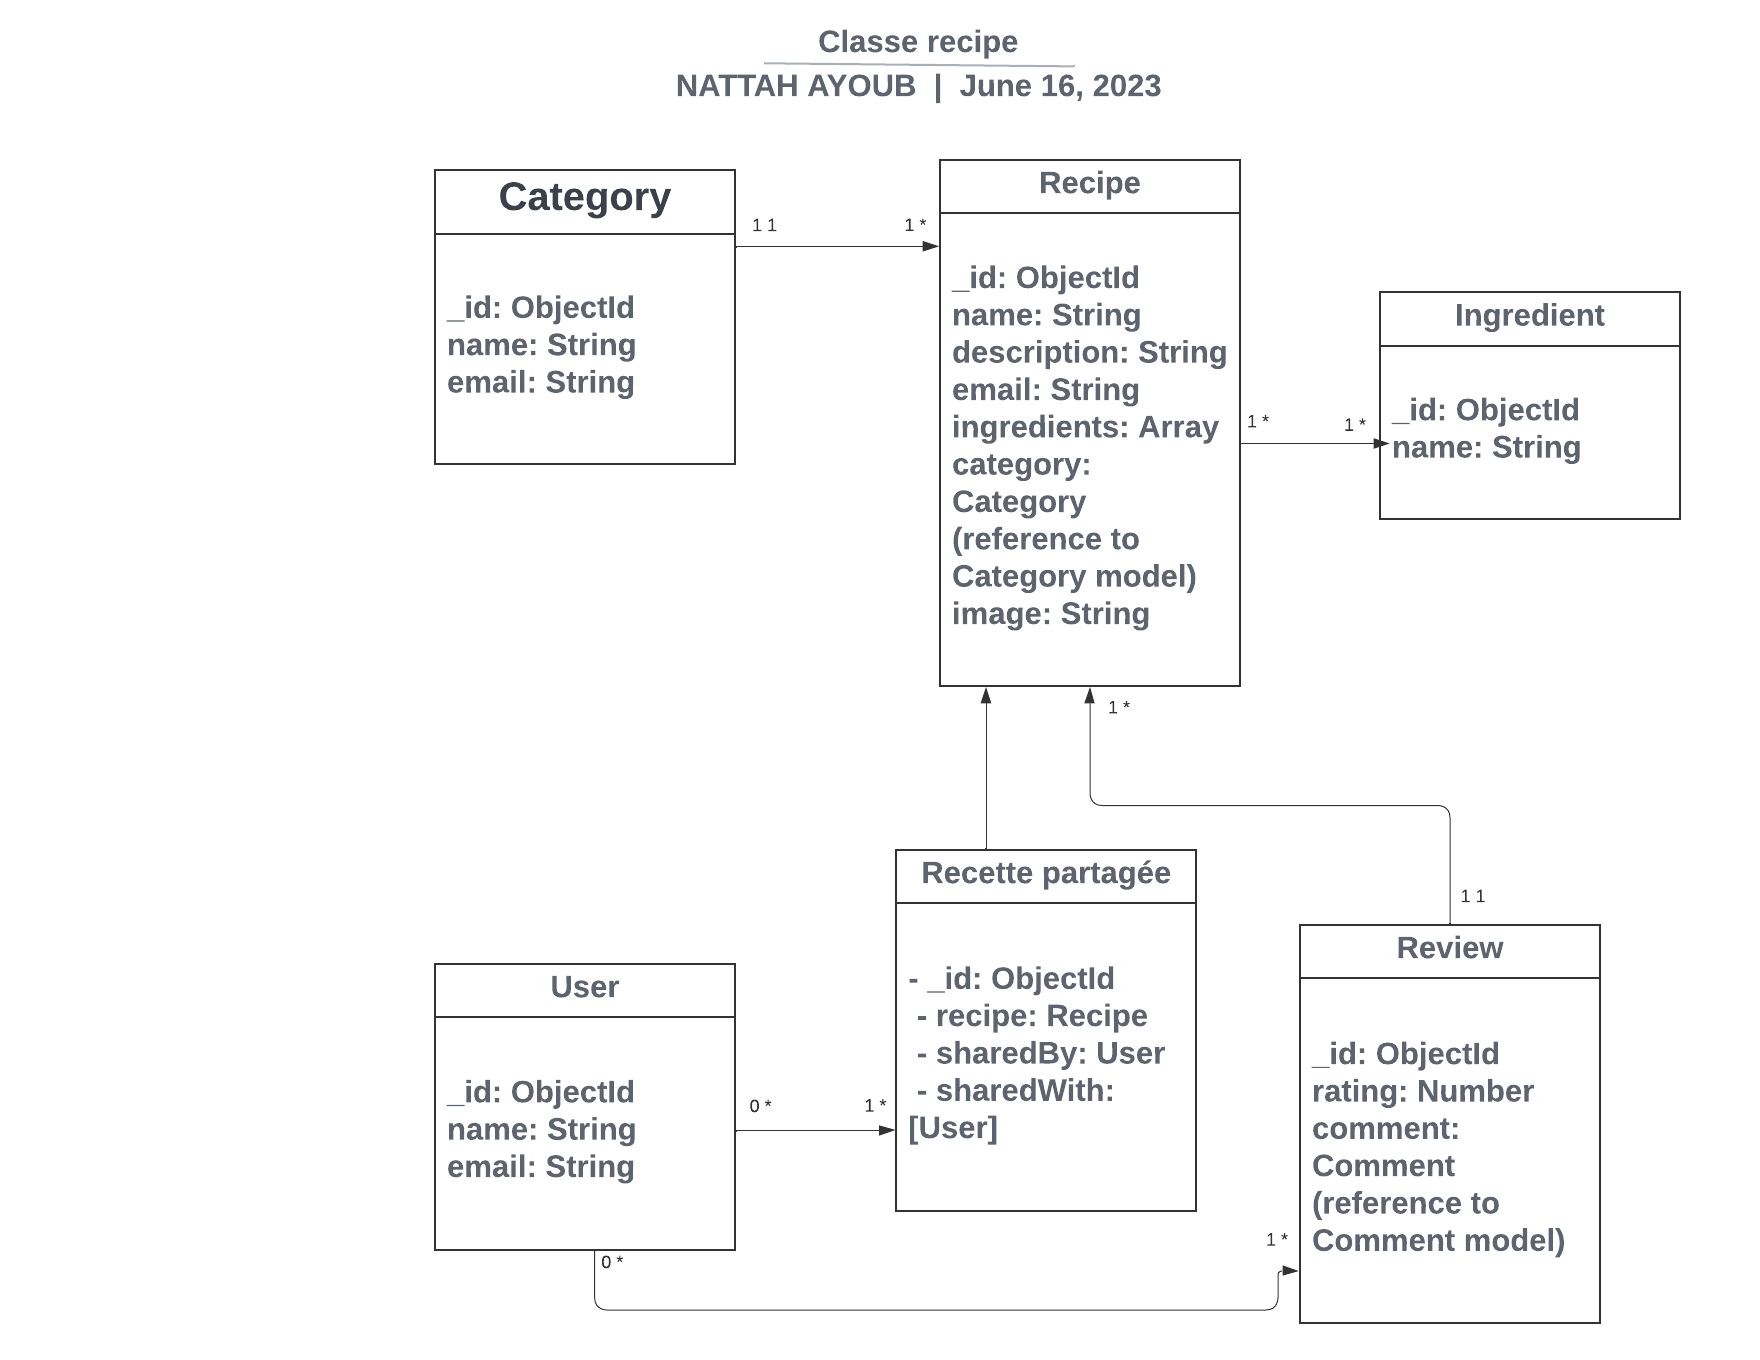 Classe recipe
NATTAH AYOUB | June 16, 2023
Category
_id: ObjectId
name: String
email: String
1 1
1 *
Recipe
_id: ObjectId
name: String
description: String
email: String
ingredients: Array
category:
Category
(reference to
Category model)
image: String
1 *
1 *
Ingredient
_id: ObjectId
name: String
1 *
1 1
Recette partagée
- _id: ObjectId
- recipe: Recipe
- sharedBy: User
- sharedWith:
[User]
User
_id: ObjectId
name: String
email: String
0 *
1 *
0 *
1 *
Review
_id: ObjectId
rating: Number
comment:
Comment
(reference to
Comment model)